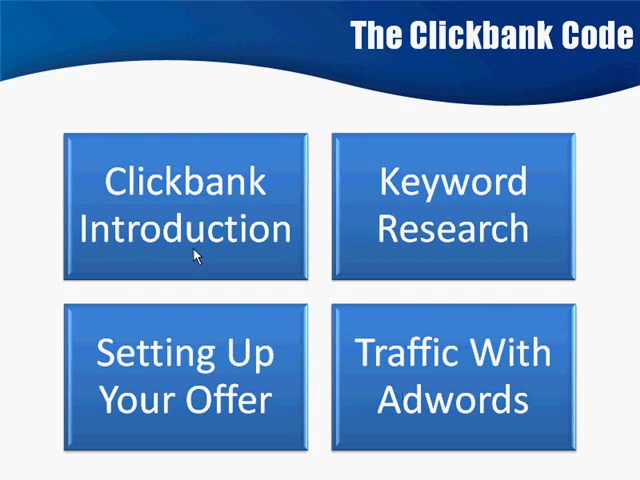 The Clickbank Code
Clickbank
Introduction
Keyword
Research
Setting Up
Your Offer
Traffic With
Adwords